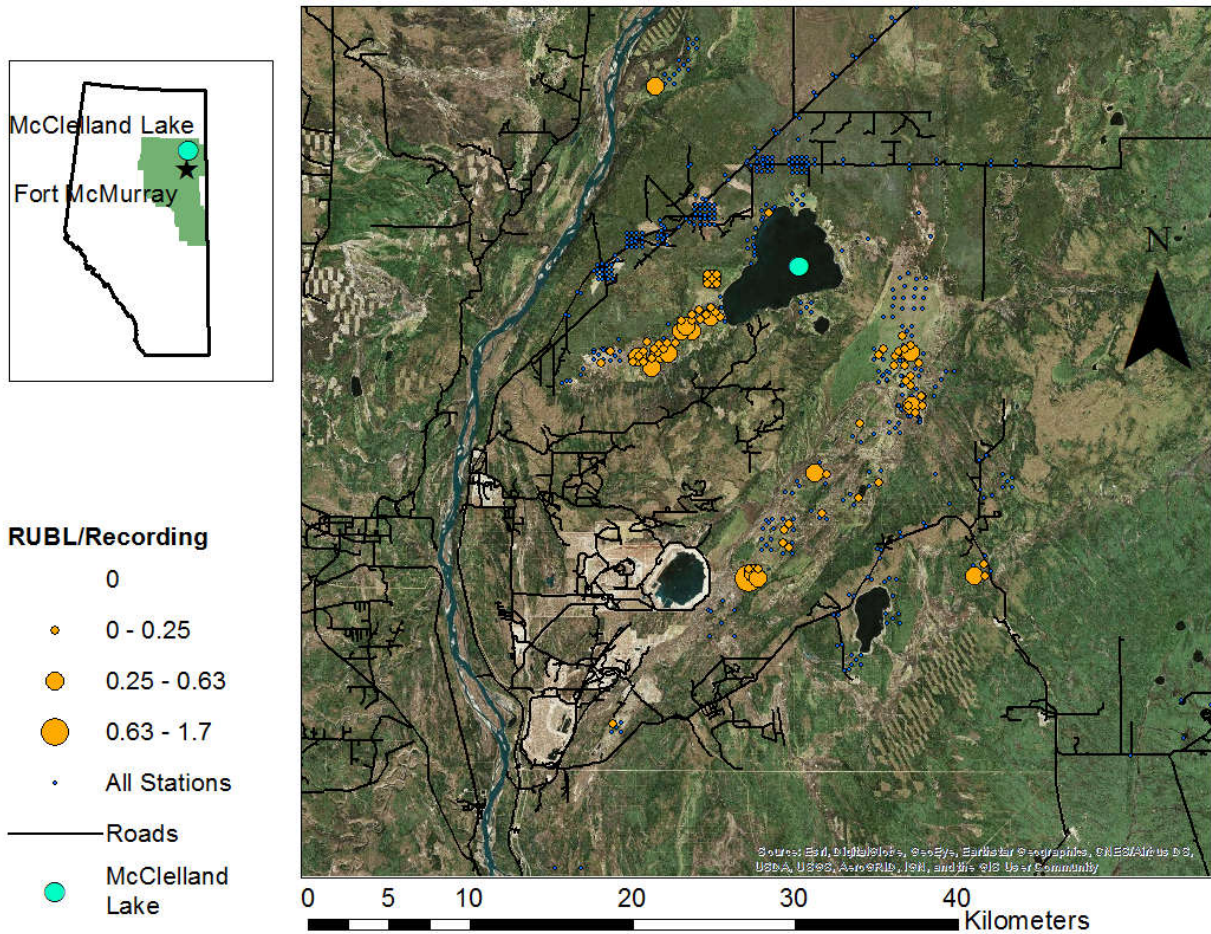 McClelland Lake
Fort McMurray
RUBL/Recording
0
0 - 0.25
0.25 - 0.63
0.63 - 1.7
All Stations
Roads
McClelland
Lake
N
Source: Esri, DigitalGlobe, GeoEye, Earthstar Geographics, CNES/Airbus DS,
USDA, USGS, AeroGRID, IGN, and the GIS User Community
0 5 10 20 30 40
Kilometers